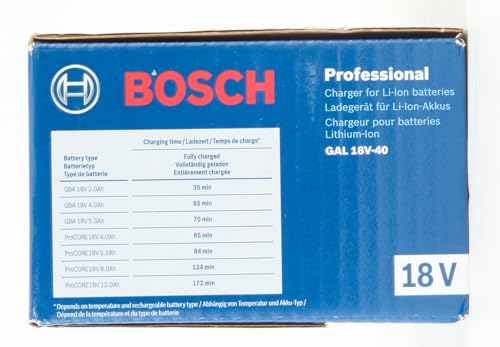 BOSCH
Professional
Charger for Li-Ion batteries
Ladegerät für Li-Ion-Akkus
Chargeur pour batteries
Lithium-Ion
GAL 18V-40
Charging time / Ladezeit / Temps de charge*
Battery type
Batterietyp
Type de batterie
Fully charged
Vollständig geladen
Entièrement chargée
GBA 18V 2.0Ah 35 min
GBA 18V 4.0Ah 65 min
GBA 18V 5.0Ah 70 min
ProCORE18V 4.0Ah 65 min
ProCORE18V 5.5Ah 84 min
ProCORE18V 8.0Ah 124 min
ProCORE18V 12.0Ah 172 min
18 V
*Depends on temperature and rechargeable battery type / Abhängig von Temperatur und Akku-Typ /
Dépend de la température et du type de batterie